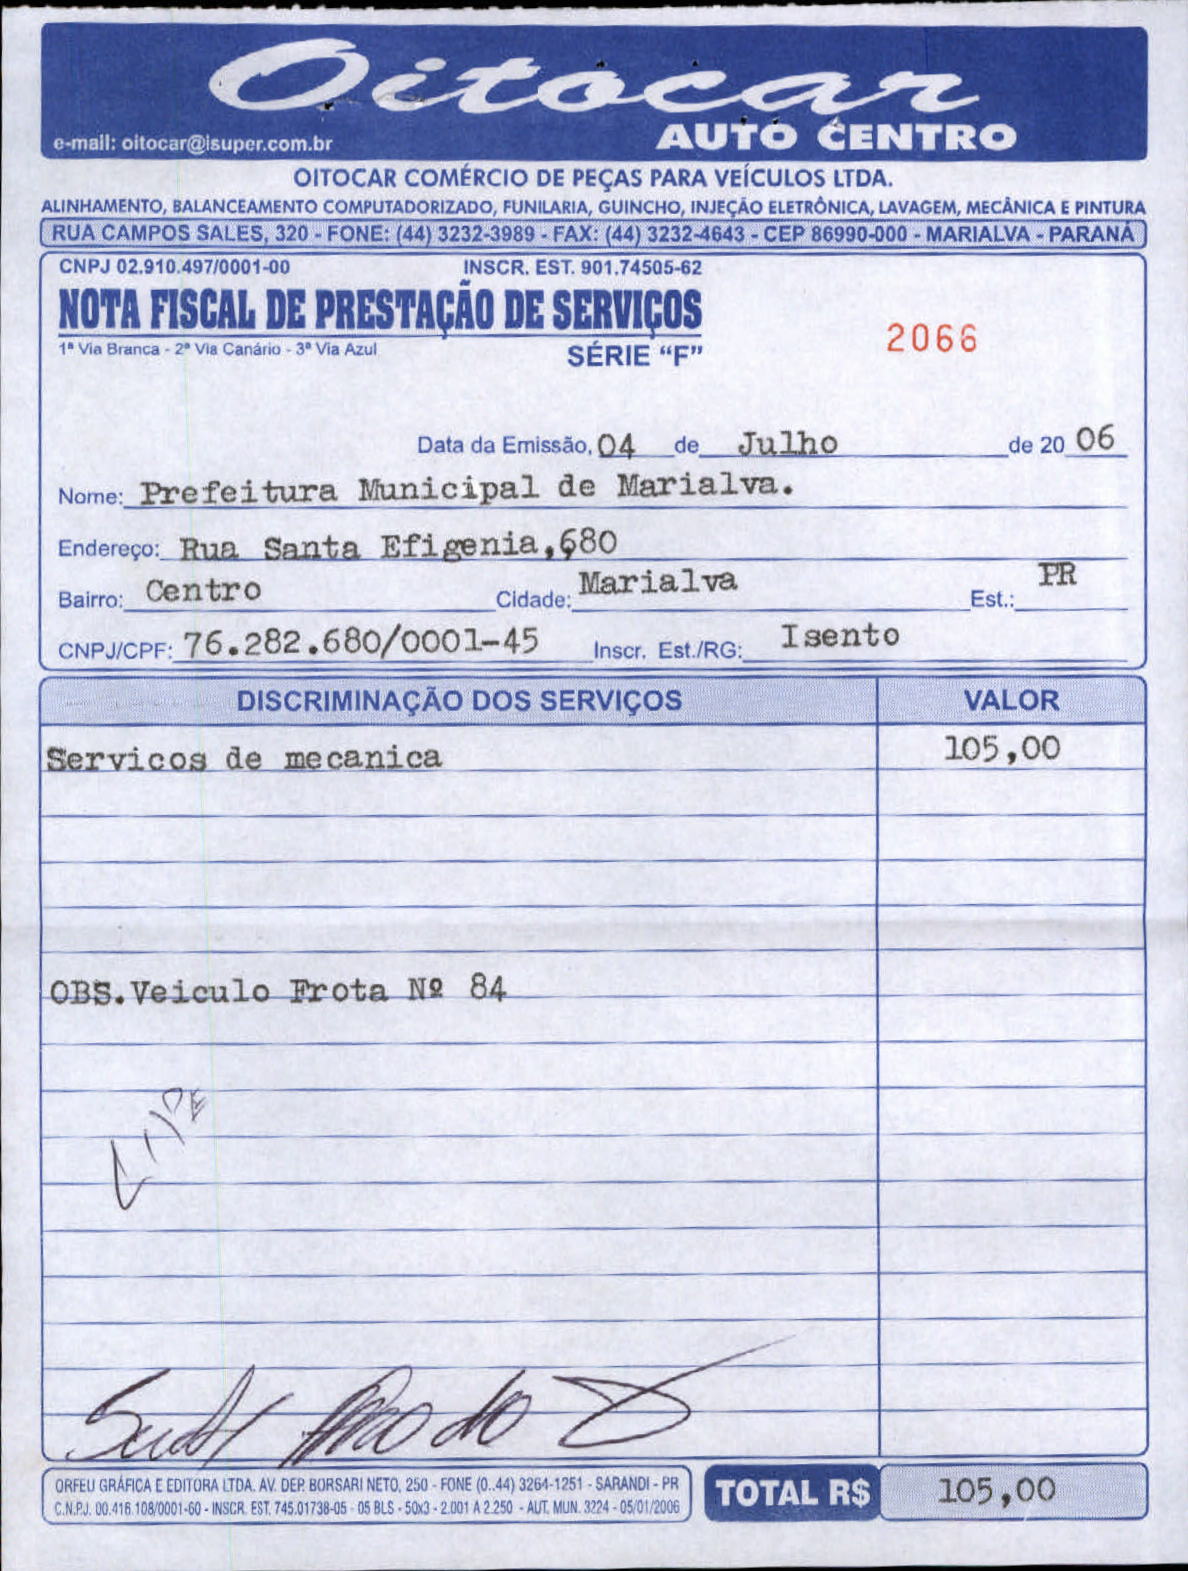 Oitocar
AUTO CENTRO
e-mail: oitocar@isuper.com.br
OITOCAR COMÉRCIO DE PEÇAS PARA VEÍCULOS LTDA.
ALINHAMENTO, BALANCEAMENTO COMPUTADORIZADO, FUNILARIA, GUINCHO, INJEÇÃO ELETRÔNICA, LAVAGEM, MECÂNICA E PINTURA
RUA CAMPOS SALES, 320 - FONE: (44) 3232-3989 - FAX: (44) 3232-4643 - CEP 86990-000 - MARIALVA - PARANÁ
CNPJ 02.910.497/0001-00 INSCR. EST. 901.74505-62
NOTA FISCAL DE PRESTAÇÃO DE SERVIÇOS
1ª Via Branca - 2ª Via Canário - 3ª Via Azul SÉRIE “F” 2066
Data da Emissão, 04 de Julho de 20 06
Nome: Prefeitura Municipal de Marialva.
Endereço: Rua Santa Efigenia,680
Bairro: Centro Cidade: Marialva Est.: PR
CNPJ/CPF: 76.282.680/0001-45 Inscr. Est./RG: Isento
DISCRIMINAÇÃO DOS SERVIÇOS VALOR
Servicos de mecanica 105,00
OBS.Veiculo Frota Nº 84
ORFEU GRÁFICA E EDITORA LTDA. AV. DEP. BORSARI NETO, 250 - FONE (0..44) 3264-1251 - SARANDI - PR
C.N.P.J. 00.416.108/0001-60 - INSCR. EST. 745.01738-05 - 05 BLS - 50x3 - 2.001 A 2.250 - AUT. MUN. 3224 - 05/01/2006
TOTAL R$ 105,00